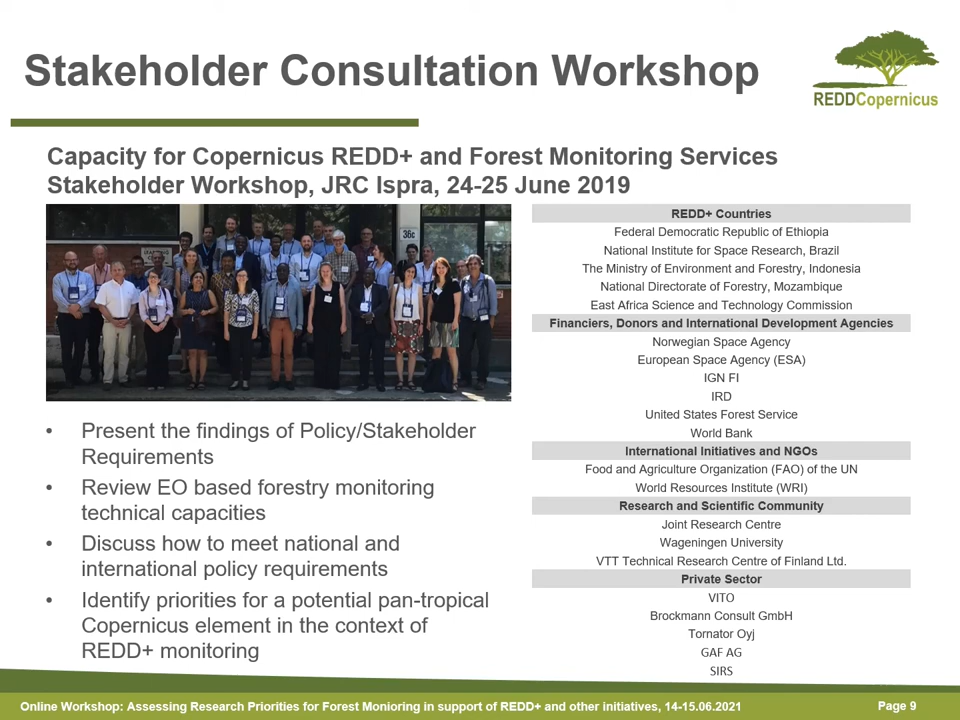 Stakeholder Consultation Workshop
REDDCopernicus
Capacity for Copernicus REDD+ and Forest Monitoring Services
Stakeholder Workshop, JRC Ispra, 24-25 June 2019
36c
• Present the findings of Policy/Stakeholder
Requirements
• Review EO based forestry monitoring
technical capacities
• Discuss how to meet national and
international policy requirements
• Identify priorities for a potential pan-tropical
Copernicus element in the context of
REDD+ monitoring
REDD+ Countries
Federal Democratic Republic of Ethiopia
National Institute for Space Research, Brazil
The Ministry of Environment and Forestry, Indonesia
National Directorate of Forestry, Mozambique
East Africa Science and Technology Commission
Financiers, Donors and International Development Agencies
Norwegian Space Agency
European Space Agency (ESA)
IGN FI
IRD
United States Forest Service
World Bank
International Initiatives and NGOs
Food and Agriculture Organization (FAO) of the UN
World Resources Institute (WRI)
Research and Scientific Community
Joint Research Centre
Wageningen University
VTT Technical Research Centre of Finland Ltd.
Private Sector
VITO
Brockmann Consult GmbH
Tornator Oyj
GAF AG
SIRS
Online Workshop: Assessing Research Priorities for Forest Monioring in support of REDD+ and other initiatives, 14-15.06.2021
Page 9